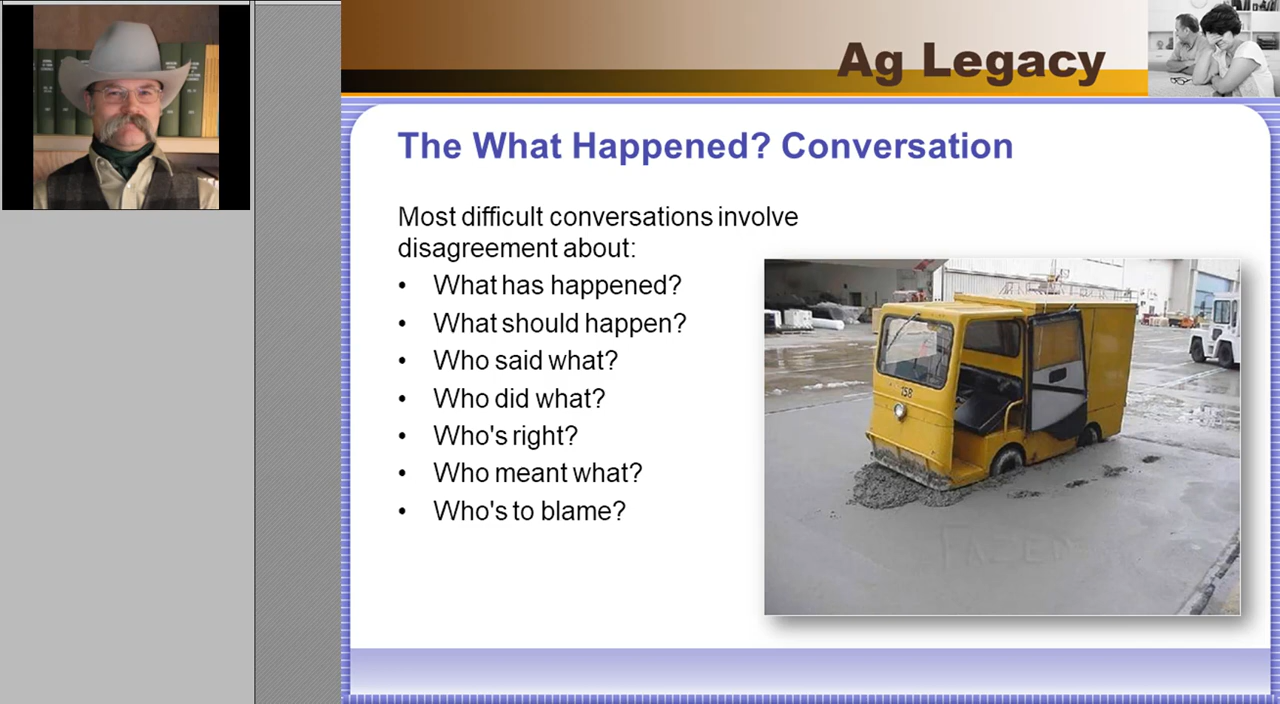 Ag Legacy
The What Happened? Conversation
Most difficult conversations involve
disagreement about:
• What has happened?
• What should happen?
• Who said what?
• Who did what?
• Who's right?
• Who meant what?
• Who's to blame?
158